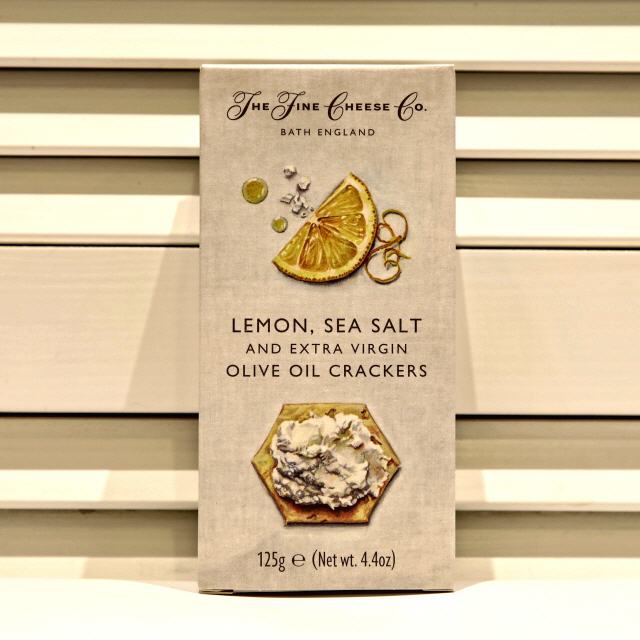 The Fine Cheese Co.
BATH ENGLAND
LEMON, SEA SALT
AND EXTRA VIRGIN
OLIVE OIL CRACKERS
125g ℮ (Net wt. 4.4oz)